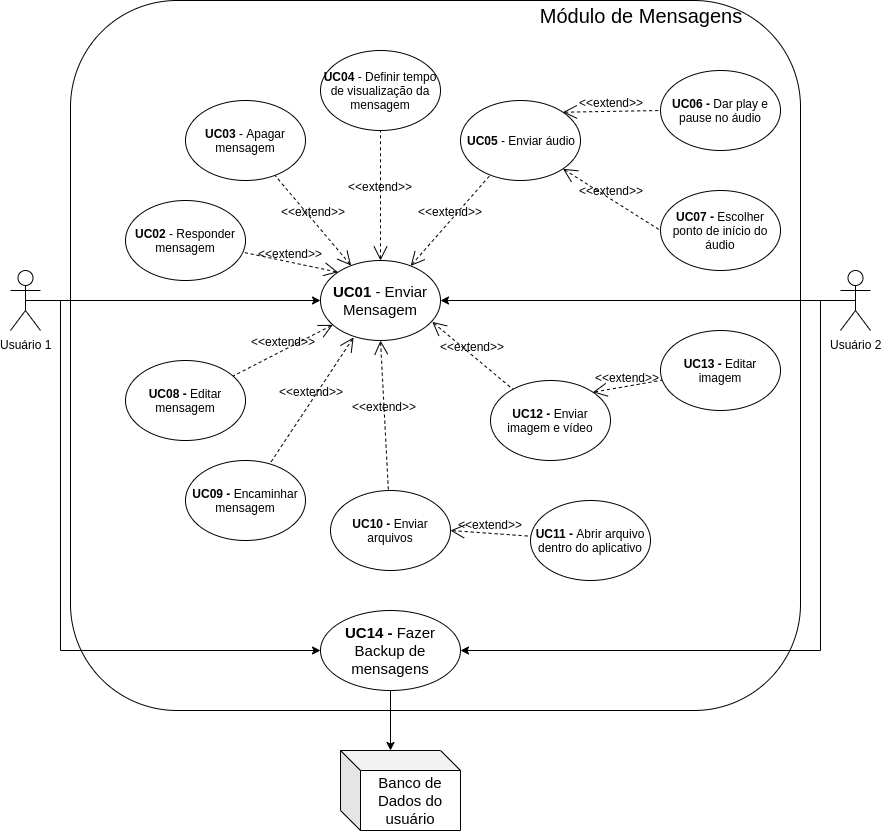 Módulo de Mensagens
UC04 - Definir tempo
de visualização da
mensagem
UC03 - Apagar
mensagem
UC05 - Enviar áudio
<<extend>>
UC06 - Dar play e
pause no áudio
<<extend>>
<<extend>>
<<extend>>
<<extend>>
UC07 - Escolher
ponto de início do
áudio
UC02 - Responder
mensagem
<<extend>>
UC01 - Enviar
Mensagem
Usuário 1
Usuário 2
<<extend>>
<<extend>>
UC08 - Editar
mensagem
<<extend>>
<<extend>>
<<extend>>
UC13 - Editar
imagem
UC12 - Enviar
imagem e vídeo
UC09 - Encaminhar
mensagem
UC10 - Enviar
arquivos
<<extend>>
UC11 - Abrir arquivo
dentro do aplicativo
UC14 - Fazer
Backup de
mensagens
Banco de
Dados do
usuário